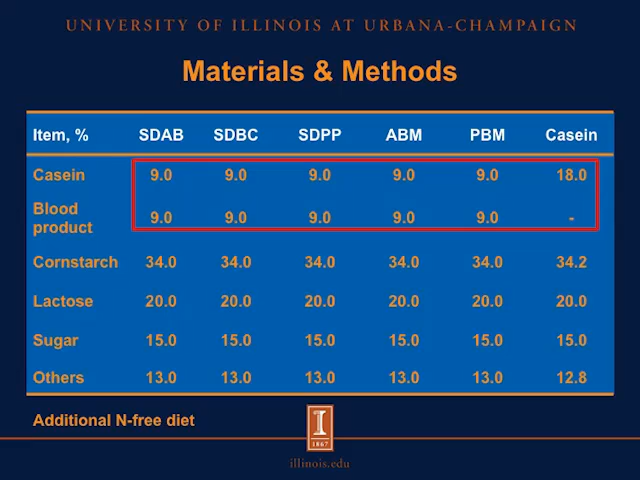 UNIVERSITY OF ILLINOIS AT URBANA-CHAMPAIGN
Materials & Methods
Item, % SDAB SDBC SDPP ABM PBM Casein
Casein 9.0 9.0 9.0 9.0 9.0 18.0
Blood
product 9.0 9.0 9.0 9.0 9.0 -
Cornstarch 34.0 34.0 34.0 34.0 34.0 34.2
Lactose 20.0 20.0 20.0 20.0 20.0 20.0
Sugar 15.0 15.0 15.0 15.0 15.0 15.0
Others 13.0 13.0 13.0 13.0 13.0 12.8
Additional N-free diet
I
1867
illinois.edu